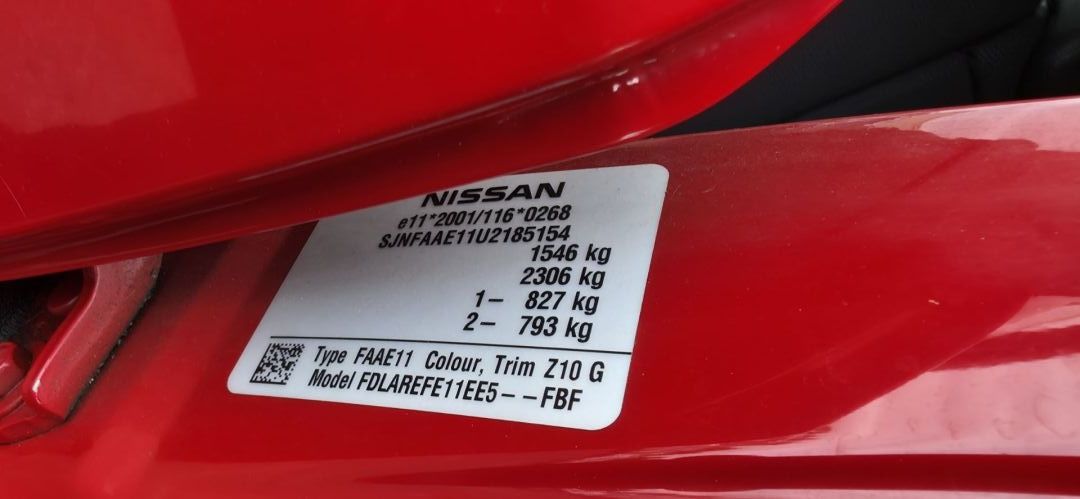 NISSAN
e11*2001/116*0268
SJNFAAE11U2185154
1546 kg
2306 kg
1– 827 kg
2– 793 kg
Type FAAE11 Colour, Trim Z10 G
Model FDLAREFE11EE5––FBF